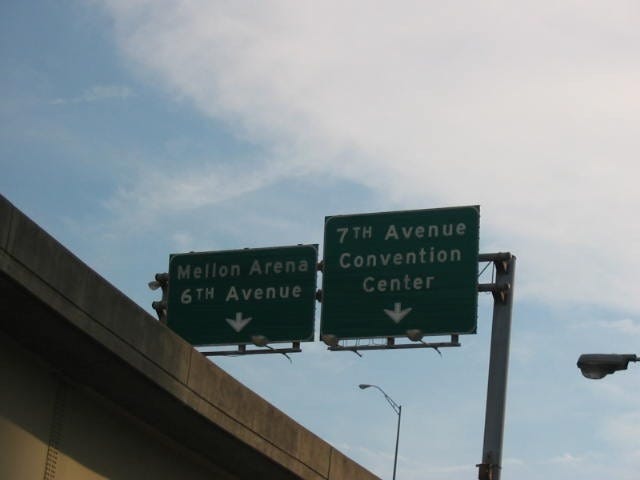 Mellon Arena
6TH Avenue
7TH Avenue
Convention
Center